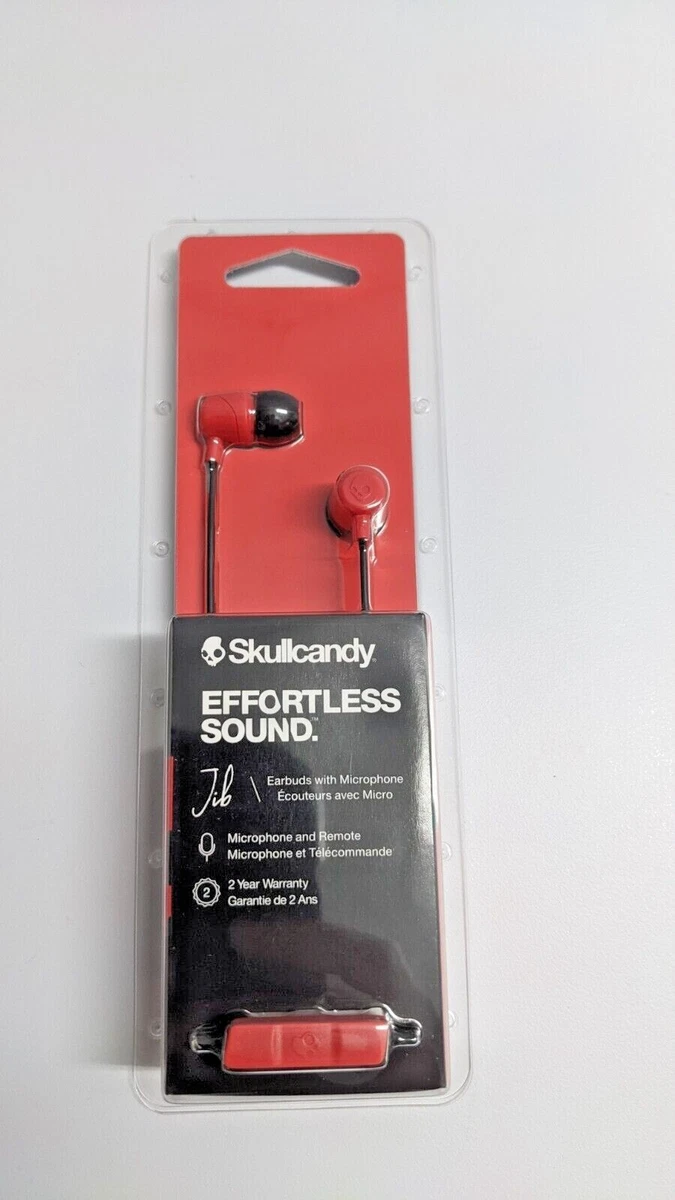 Skullcandy
EFFORTLESS
SOUND.™
Jib \ Earbuds with Microphone
Écouteurs avec Micro
Microphone and Remote
Microphone et Télécommande
2 2 Year Warranty
Garantie de 2 Ans